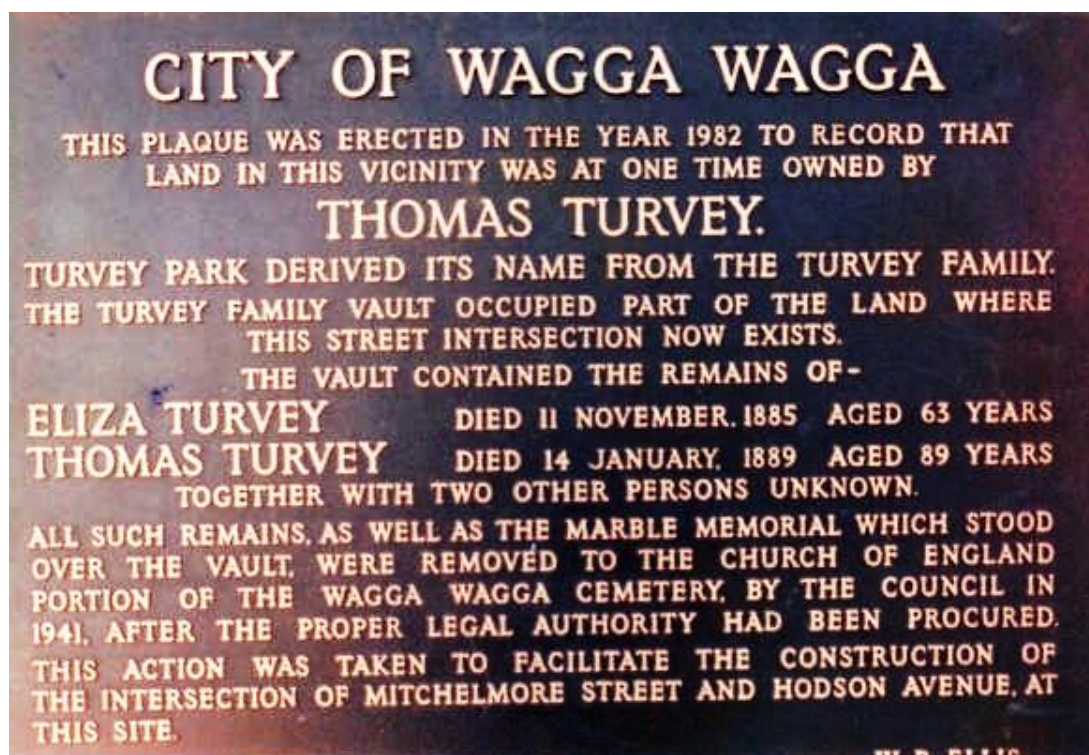 CITY OF WAGGA WAGGA
THIS PLAQUE WAS ERECTED IN THE YEAR 1982 TO RECORD THAT
LAND IN THIS VICINITY WAS AT ONE TIME OWNED BY
THOMAS TURVEY.
TURVEY PARK DERIVED ITS NAME FROM THE TURVEY FAMILY.
THE TURVEY FAMILY VAULT OCCUPIED PART OF THE LAND WHERE
THIS STREET INTERSECTION NOW EXISTS.
THE VAULT CONTAINED THE REMAINS OF-
ELIZA TURVEY DIED 11 NOVEMBER, 1885 AGED 63 YEARS
THOMAS TURVEY DIED 14 JANUARY, 1889 AGED 89 YEARS
TOGETHER WITH TWO OTHER PERSONS UNKNOWN.
ALL SUCH REMAINS, AS WELL AS THE MARBLE MEMORIAL WHICH STOOD
OVER THE VAULT, WERE REMOVED TO THE CHURCH OF ENGLAND
PORTION OF THE WAGGA WAGGA CEMETERY, BY THE COUNCIL IN
1941, AFTER THE PROPER LEGAL AUTHORITY HAD BEEN PROCURED.
THIS ACTION WAS TAKEN TO FACILITATE THE CONSTRUCTION OF
THE INTERSECTION OF MITCHELMORE STREET AND HODSON AVENUE, AT
THIS SITE.